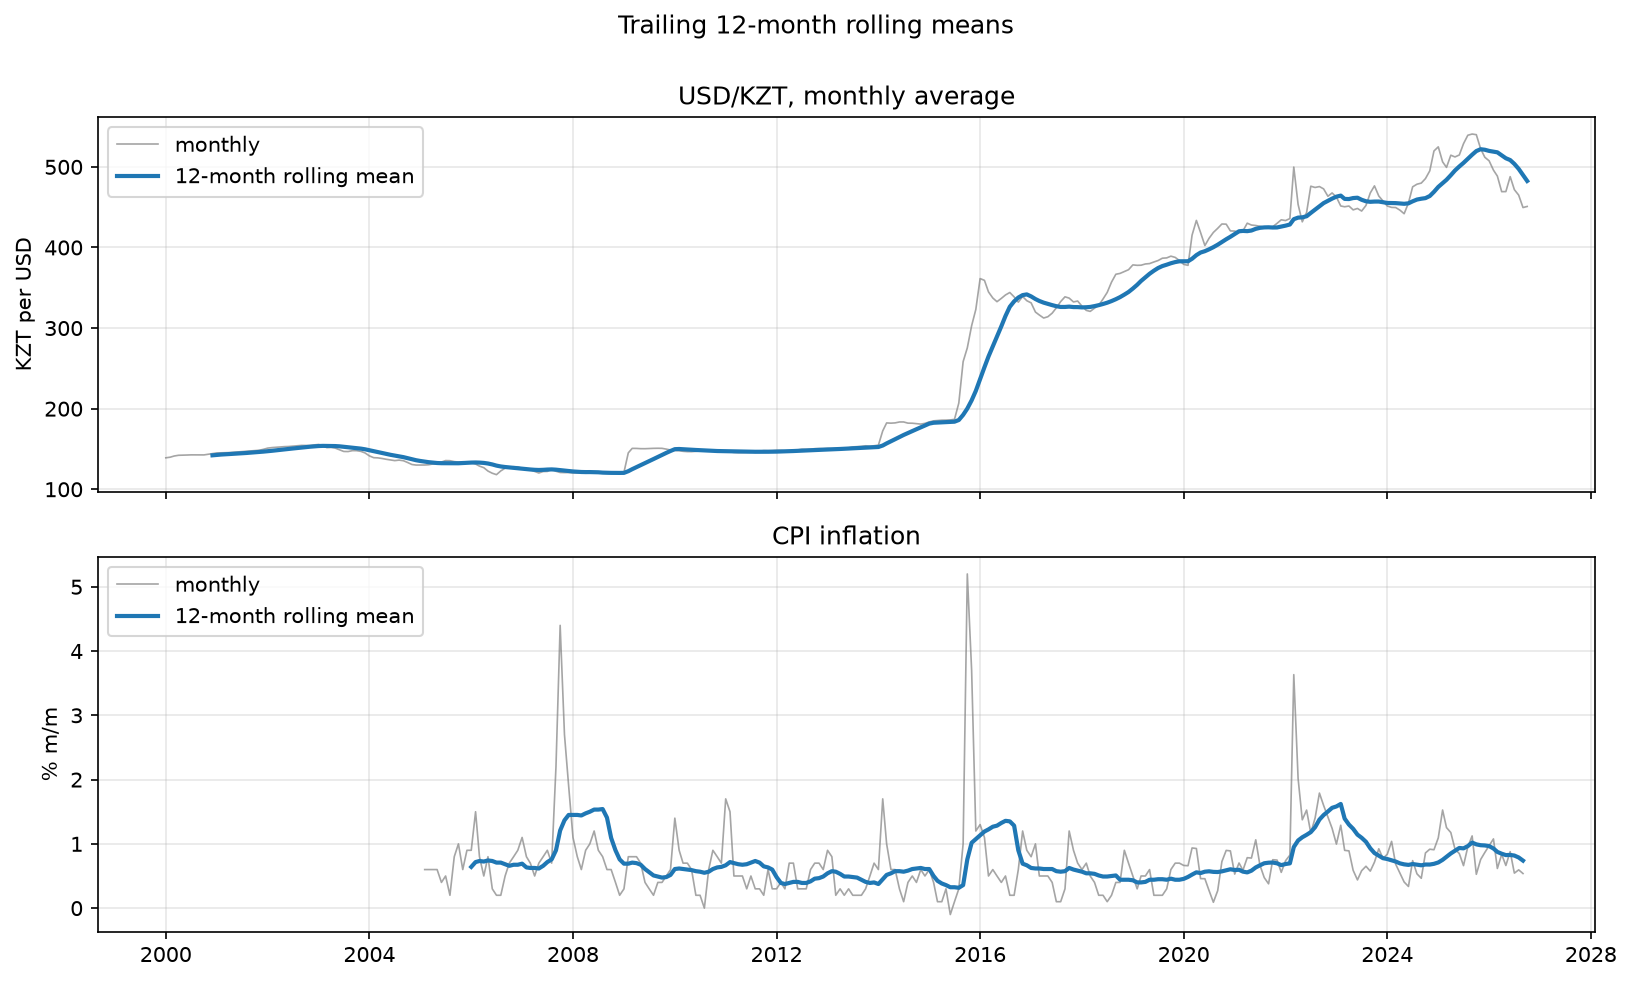 Trailing 12-month rolling means
USD/KZT, monthly average
monthly
12-month rolling mean
KZT per USD
500
400
300
200
100
CPI inflation
monthly
12-month rolling mean
% m/m
5
4
3
2
1
0
2000 2004 2008 2012 2016 2020 2024 2028